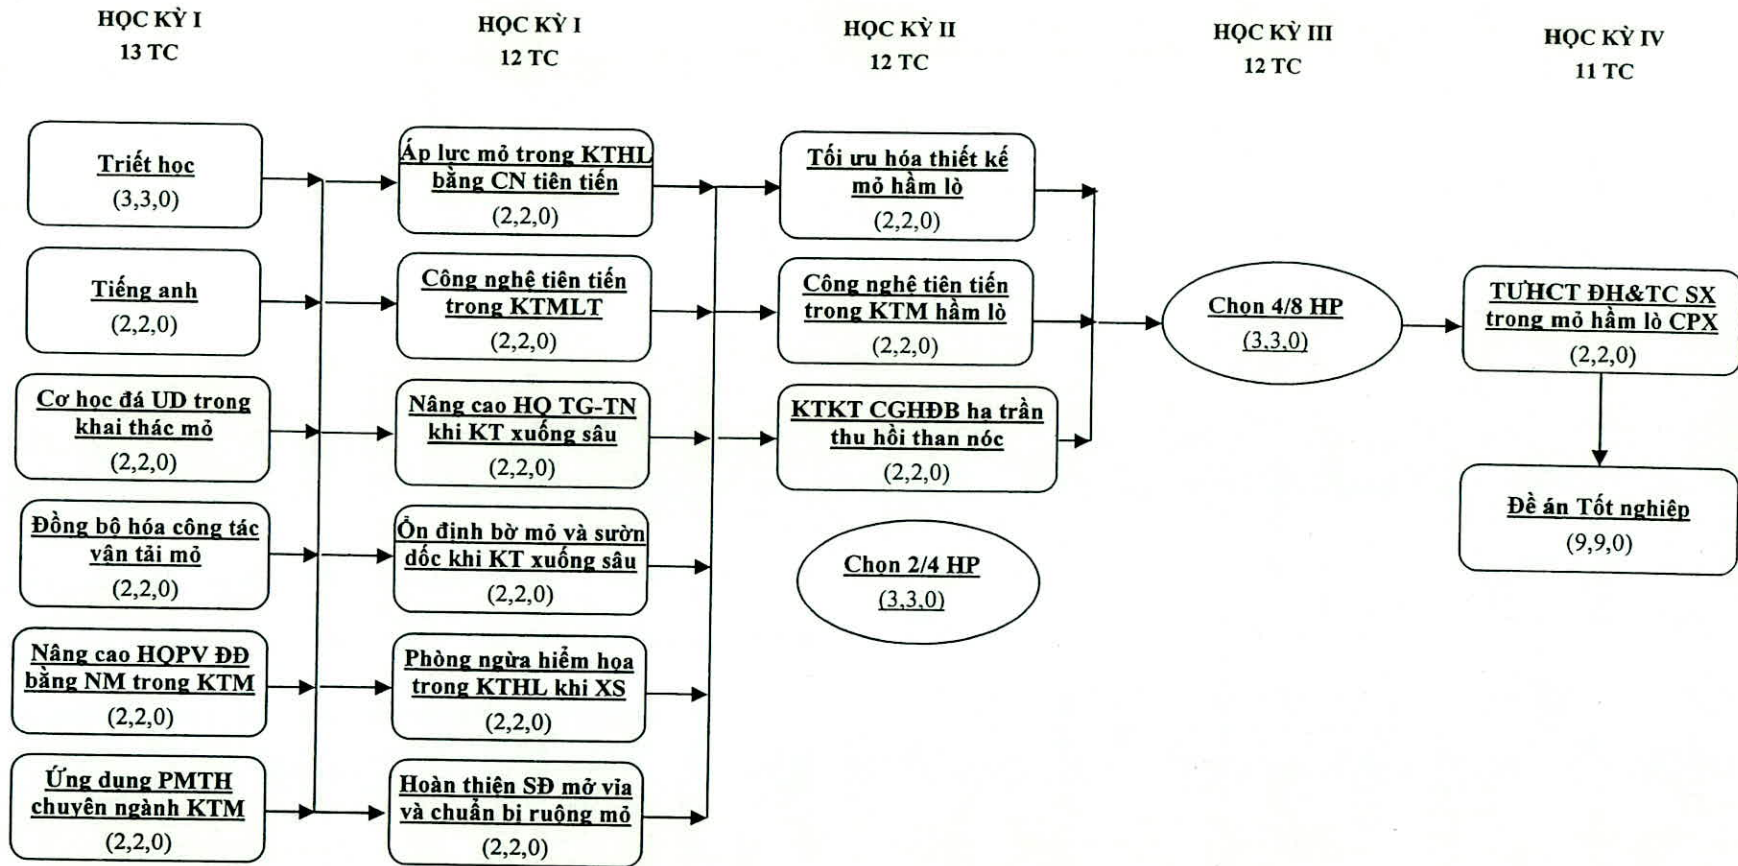 HỌC KỲ I
13 TC
HỌC KỲ I
12 TC
HỌC KỲ II
12 TC
HỌC KỲ III
12 TC
HỌC KỲ IV
11 TC
Triết học
(3,3,0)
Tiếng anh
(2,2,0)
Cơ học đá UD trong
khai thác mỏ
(2,2,0)
Đồng bộ hóa công tác
vận tải mỏ
(2,2,0)
Nâng cao HQPV ĐĐ
bằng NM trong KTM
(2,2,0)
Ứng dụng PMTH
chuyên ngành KTM
(2,2,0)
Áp lực mỏ trong KTHL
bằng CN tiên tiến
(2,2,0)
Công nghệ tiên tiến
trong KTMLT
(2,2,0)
Nâng cao HQ TG-TN
khi KT xuống sâu
(2,2,0)
Ổn định bờ mỏ và sườn
dốc khi KT xuống sâu
(2,2,0)
Phòng ngừa hiểm họa
trong KTHL khi XS
(2,2,0)
Hoàn thiện SĐ mở vỉa
và chuẩn bị ruộng mỏ
(2,2,0)
Tối ưu hóa thiết kế
mỏ hầm lò
(2,2,0)
Công nghệ tiên tiến
trong KTM hầm lò
(2,2,0)
KTKT CGHĐB hạ trần
thu hồi than nóc
(2,2,0)
Chọn 2/4 HP
(3,3,0)
Chọn 4/8 HP
(3,3,0)
TƯHCT ĐH&TC SX
trong mỏ hầm lò CPX
(2,2,0)
Đề án Tốt nghiệp
(9,9,0)